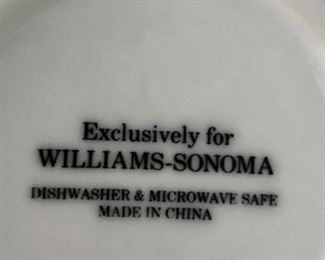 Exclusively for
WILLIAMS-SONOMA
DISHWASHER & MICROWAVE SAFE
MADE IN CHINA